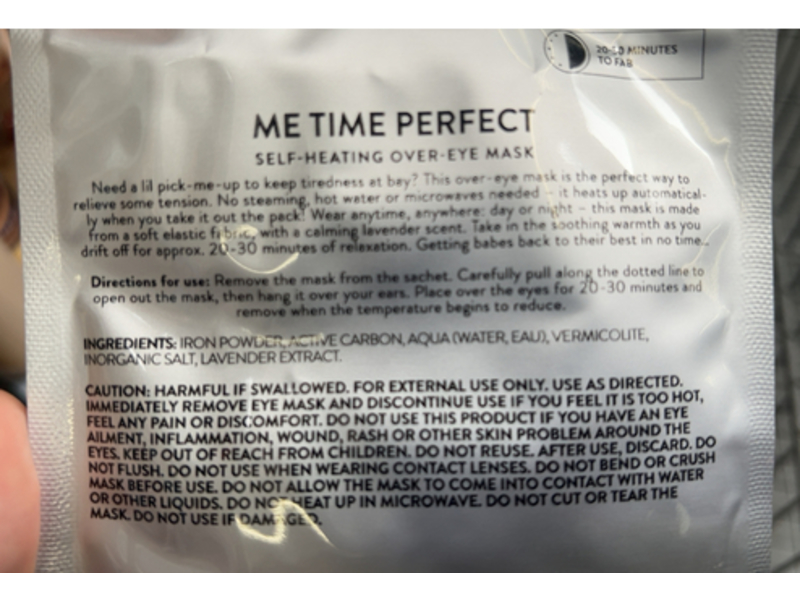 20-30 MINUTES
TO FAB
ME TIME PERFECT
SELF-HEATING OVER-EYE MASK
Need a lil pick-me-up to keep tiredness at bay? This over-eye mask is the perfect way to
relieve some tension. No steaming, hot water or microwaves needed - it heats up automatical-
ly when you take it out the pack! Wear anytime, anywhere: day or night - this mask is made
from a soft elastic fabric, with a calming lavender scent. Take in the soothing warmth as you
drift off for approx. 20-30 minutes of relaxation. Getting babes back to their best in no time..
Directions for use: Remove the mask from the sachet. Carefully pull along the dotted line to
open out the mask, then hang it over your ears. Place over the eyes for 20-30 minutes and
remove when the temperature begins to reduce.
INGREDIENTS: IRON POWDER, ACTIVE CARBON, AQUA (WATER, EAU), VERMICOLITE,
INORGANIC SALT, LAVENDER EXTRACT.
CAUTION: HARMFUL IF SWALLOWED. FOR EXTERNAL USE ONLY. USE AS DIRECTED.
IMMEDIATELY REMOVE EYE MASK AND DISCONTINUE USE IF YOU FEEL IT IS TOO HOT,
FEEL ANY PAIN OR DISCOMFORT. DO NOT USE THIS PRODUCT IF YOU HAVE AN EYE
AILMENT, INFLAMMATION, WOUND, RASH OR OTHER SKIN PROBLEM AROUND THE
EYES. KEEP OUT OF REACH FROM CHILDREN. DO NOT REUSE. AFTER USE, DISCARD. DO
NOT FLUSH. DO NOT USE WHEN WEARING CONTACT LENSES. DO NOT BEND OR CRUSH
MASK BEFORE USE. DO NOT ALLOW THE MASK TO COME INTO CONTACT WITH WATER
OR OTHER LIQUIDS. DO NOT HEAT UP IN MICROWAVE. DO NOT CUT OR TEAR THE
MASK. DO NOT USE IF DAMAGED.